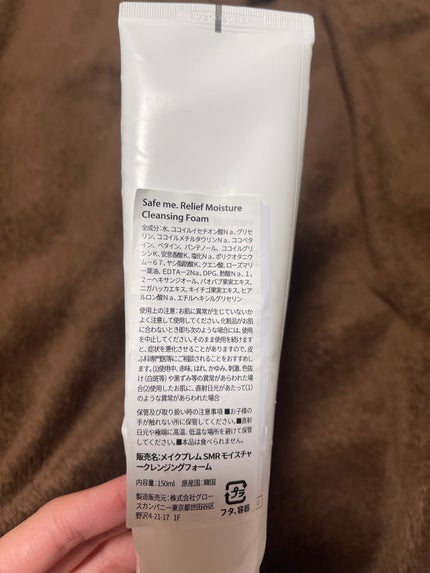 Safe me. Relief Moisture
Cleansing Foam
全成分:水、ココイルイセチオン酸Na、グリセ
リン、ココイルメチルタウリンNa、ココベタ
イン、ベタイン、パンテノール、ココイルグリ
シンK、安息香酸K、塩化Na、ポリクオタニウ
ム-67、ヤシ脂肪酸K、クエン酸、ローズマリ
ー葉油、EDTA-2Na、DPG、酢酸Na、1,
2-ヘキサンジオール、バオバブ果実エキス、
ニガハッカエキス、キイチゴ果実エキス、ヒア
ルロン酸Na、エチルヘキシルグリセリン
使用上の注意:お肌に異常が生じていないか
よく注意して使用してください。化粧品がお肌
に合わないとき即ち次のような場合には、使用
を中止してください。そのまま使用を続けます
と、症状を悪化させることがありますので、皮
ふ科専門医等にご相談されることをおすすめし
ます。(1)使用中、赤み、はれ、かゆみ、刺激、色抜
け(白斑等)や黒ずみ等の異常があらわれた場
合(2)使用したお肌に、直射日光があたって(1)
のような異常があらわれた場合
保管及び取り扱い時の注意事項 ■お子様の
手が触れない所に保管してください。■直射
日光や極端に高温、低温な場所を避けて保管
してください。■本品は食べられません。
販売名:メイクプレム SMR モイスチャ
ークレンジングフォーム
内容量:150ml 原産国:韓国
製造販売元:株式会社グロー
スカンパニー東京都世田谷区
野沢4-21-17 1F
プラ
フタ、容器